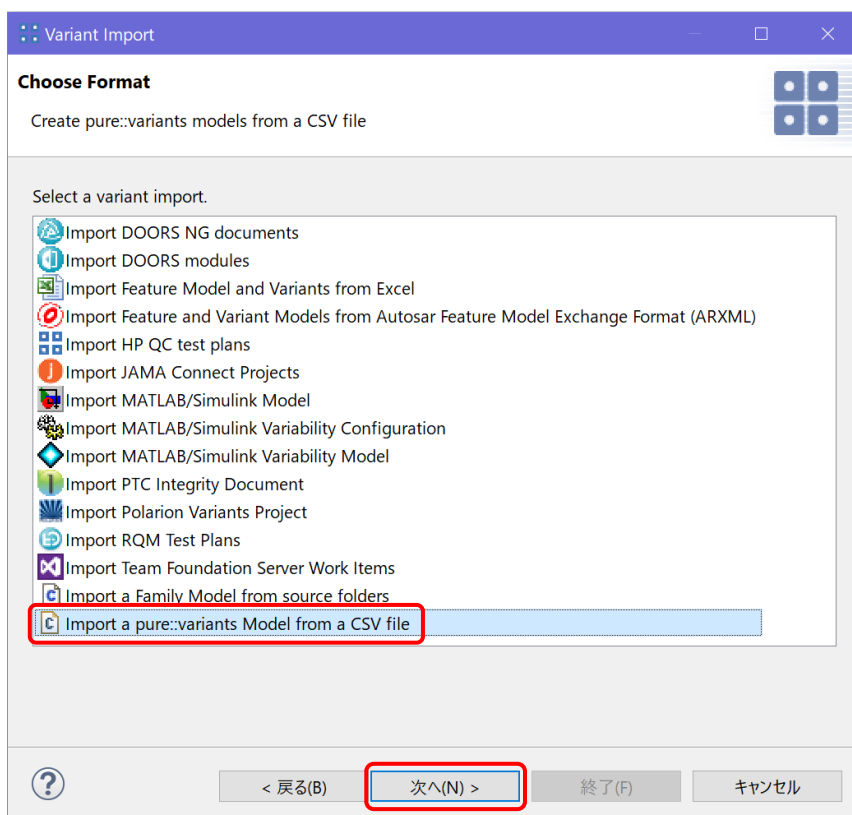 Variant Import
Choose Format
Create pure::variants models from a CSV file
Select a variant import.
Import DOORS NG documents
Import DOORS modules
Import Feature Model and Variants from Excel
Import Feature and Variant Models from Autosar Feature Model Exchange Format (ARXML)
Import HP QC test plans
Import JAMA Connect Projects
Import MATLAB/Simulink Model
Import MATLAB/Simulink Variability Configuration
Import MATLAB/Simulink Variability Model
Import PTC Integrity Document
Import Polarion Variants Project
Import RQM Test Plans
Import Team Foundation Server Work Items
Import a Family Model from source folders
Import a pure::variants Model from a CSV file
< 戻る(B) 次へ(N) > 終了(F) キャンセル